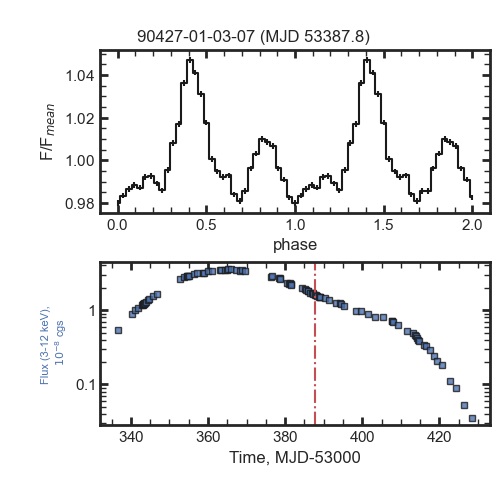 90427-01-03-07 (MJD 53387.8)
1.04
1.02
1.00
0.98
F/Fmean
0.0 0.5 1.0 1.5 2.0
phase
1
0.1
Flux (3-12 keV),
10⁻⁸ cgs
340 360 380 400 420
Time, MJD-53000